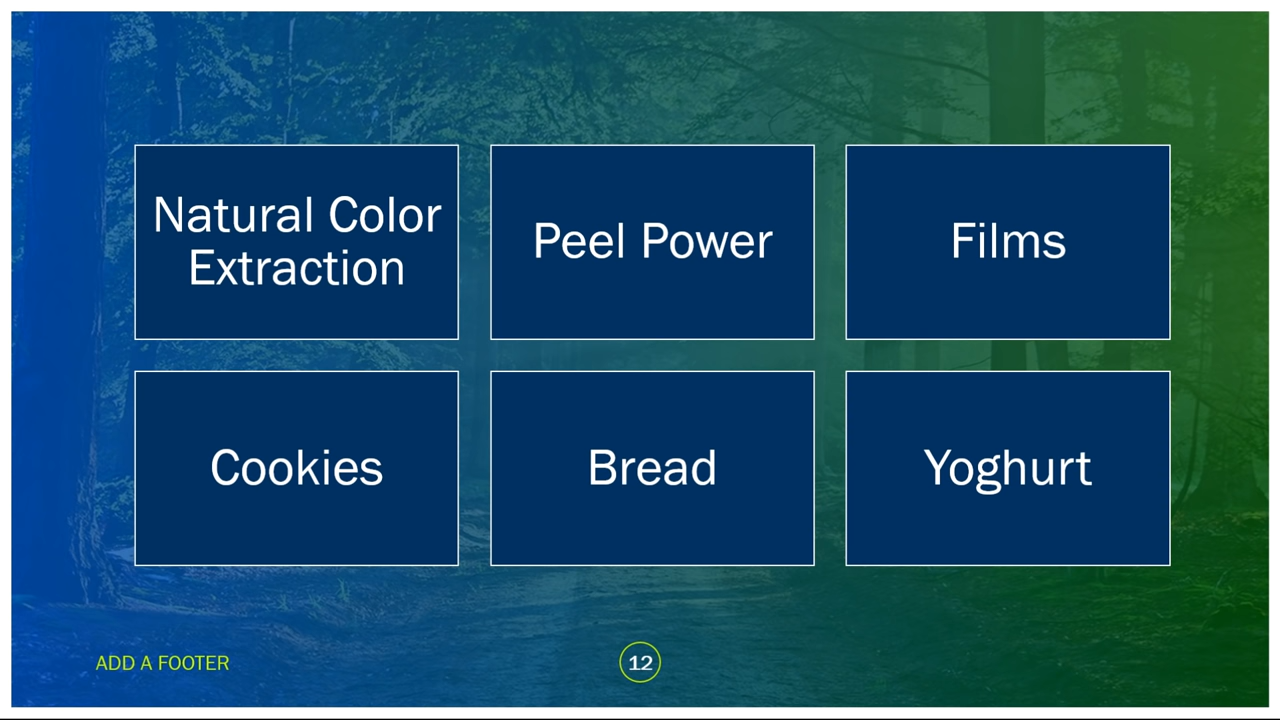 Natural Color
Extraction
Peel Power
Films
Cookies
Bread
Yoghurt
ADD A FOOTER
12